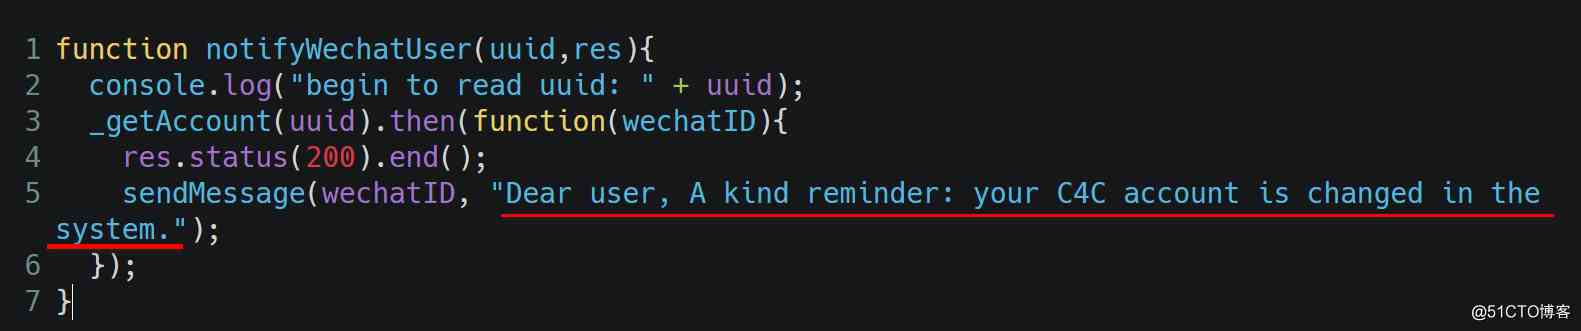 1 function notifyWechatUser(uuid,res){
2   console.log("begin to read uuid: " + uuid);
3   _getAccount(uuid).then(function(wechatID){
4     res.status(200).end();
5     sendMessage(wechatID, "Dear user, A kind reminder: your C4C account is changed in the
system.");
6   });
7 }
@51CTO博客